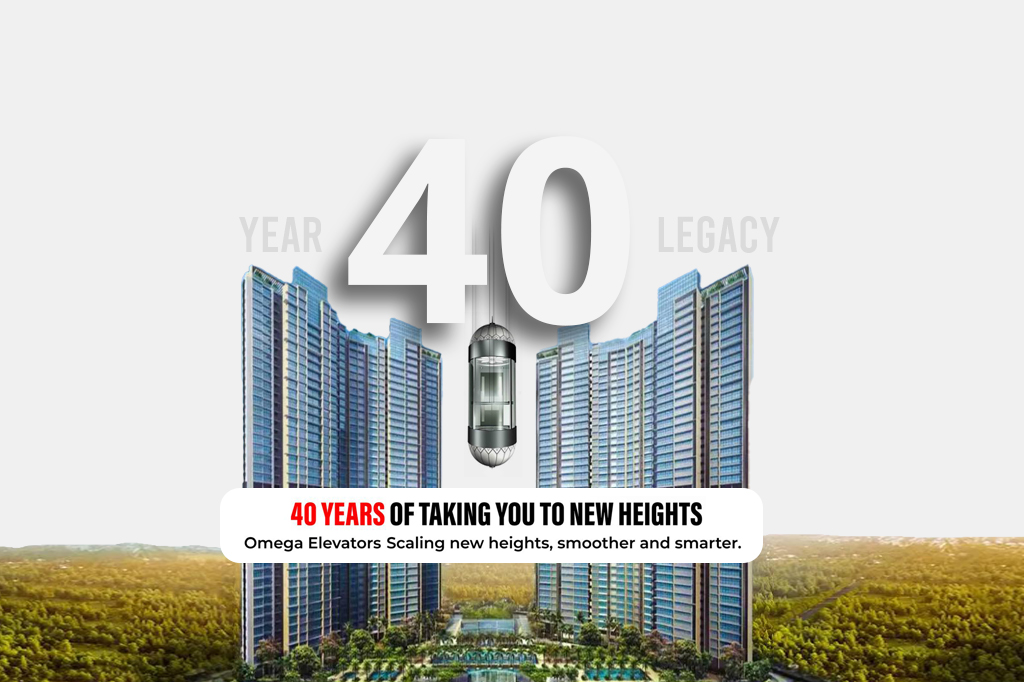 40
YEAR
LEGACY
40 YEARS OF TAKING YOU TO NEW HEIGHTS
Omega Elevators Scaling new heights, smoother and smarter.